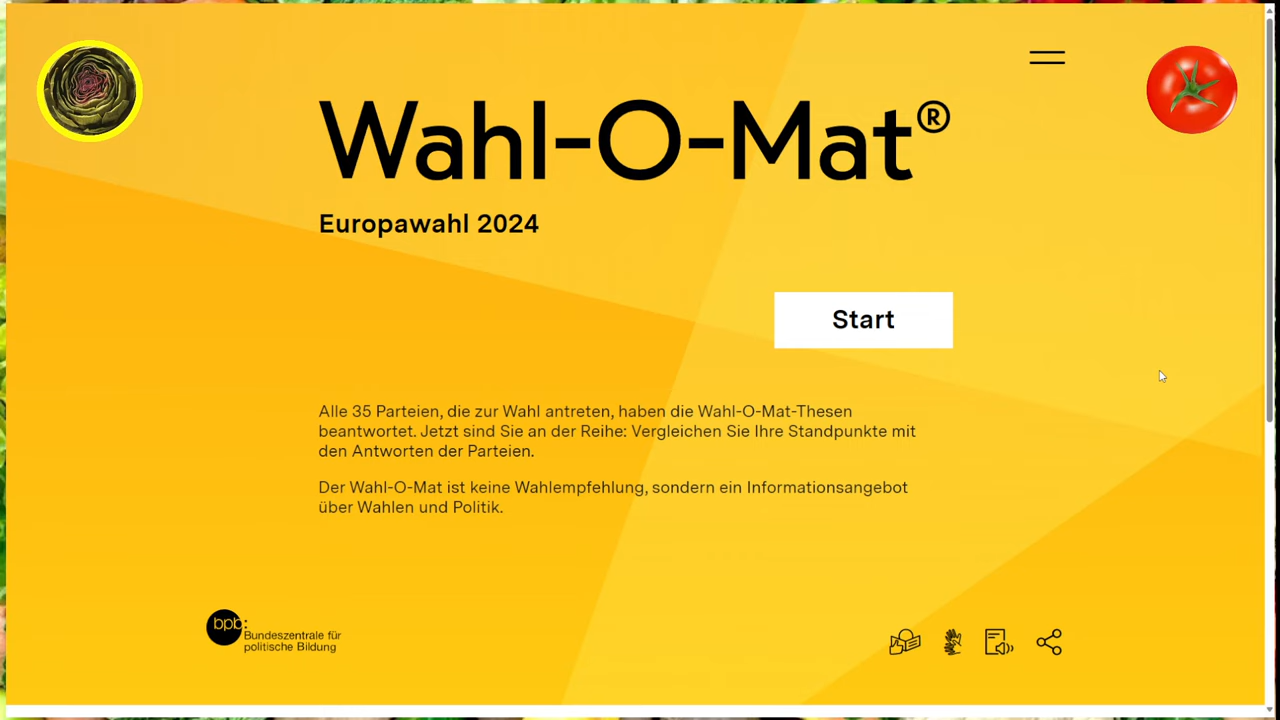 Wahl-O-Mat®
Europawahl 2024
Start
Alle 35 Parteien, die zur Wahl antreten, haben die Wahl-O-Mat-Thesen
beantwortet. Jetzt sind Sie an der Reihe: Vergleichen Sie Ihre Standpunkte mit
den Antworten der Parteien.
Der Wahl-O-Mat ist keine Wahlempfehlung, sondern ein Informationsangebot
über Wahlen und Politik.
bpb:
Bundeszentrale für
politische Bildung